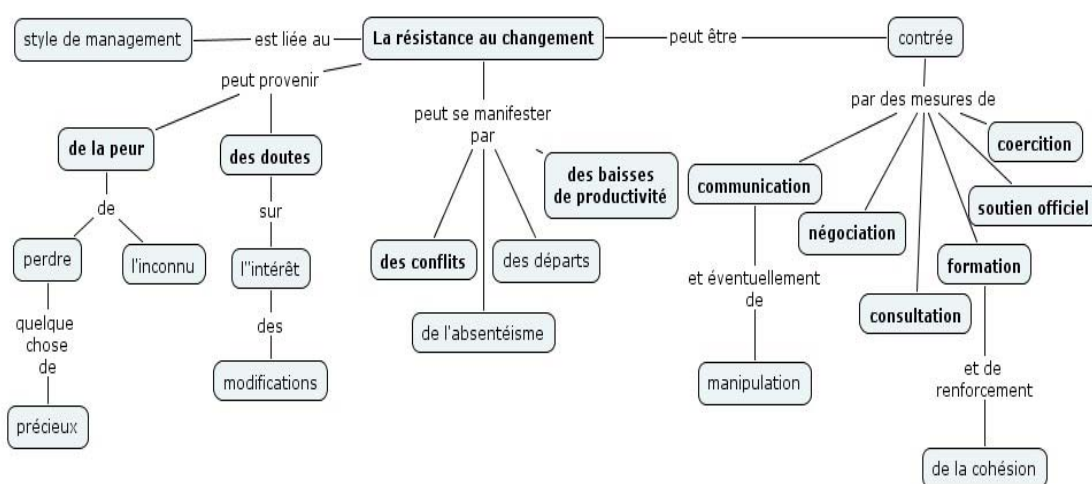 style de management
est liée au
La résistance au changement
peut être
contrée
peut provenir
de la peur
des doutes
de
perdre
l'inconnu
quelque
chose
de
précieux
sur
l''intérêt
des
modifications
peut se manifester
par
des conflits
de l'absentéisme
des départs
des baisses
de productivité
par des mesures de
communication
et éventuellement
de
manipulation
négociation
consultation
formation
et de
renforcement
de la cohésion
soutien officiel
coercition